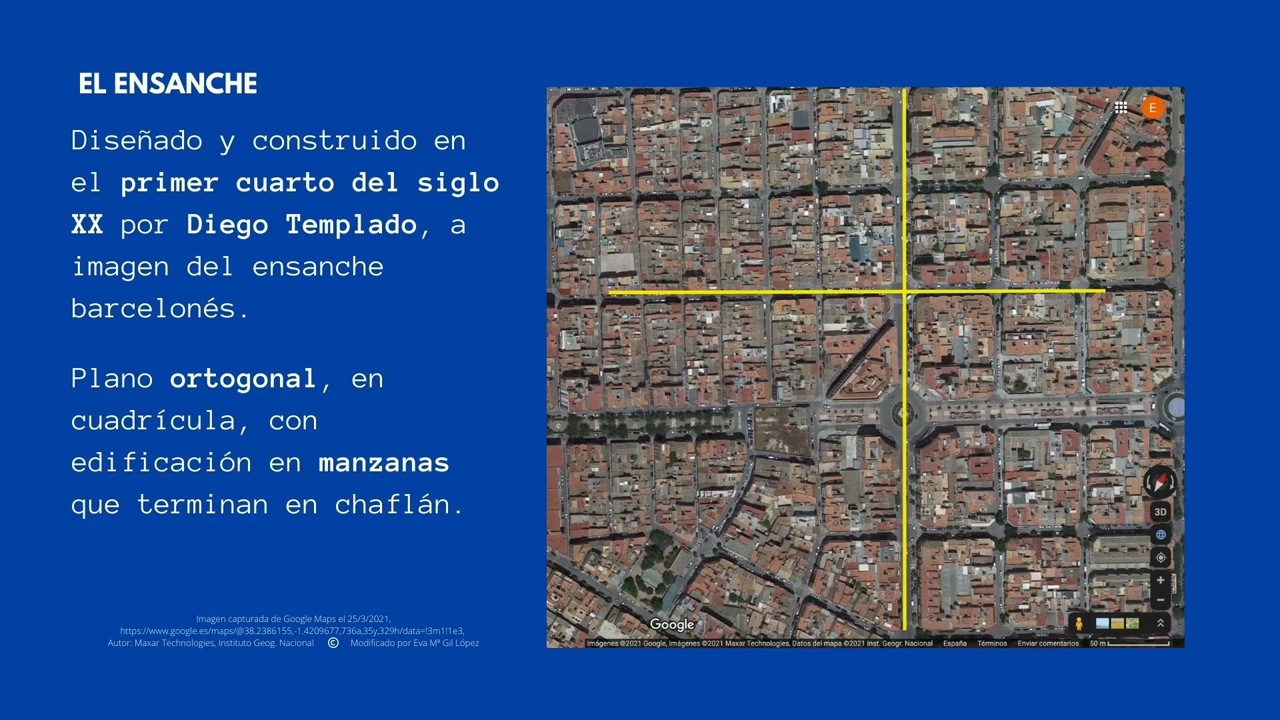 EL ENSANCHE
Diseñado y construido en
el primer cuarto del siglo
XX por Diego Templado, a
imagen del ensanche
barcelonés.
Plano ortogonal, en
cuadrícula, con
edificación en manzanas
que terminan en chaflán.
Imagen capturada de Google Maps el 25/3/2021,
https://www.google.es/maps/@38.2386155,-1.4209677,736a,35y,329h/data=!3m1!1e3,
Autor: Maxar Technologies, Instituto Geog. Nacional © Modificado por Eva Mª Gil López
E
3D
Google
Imágenes ©2021 Google, Imágenes ©2021 Maxar Technologies, Datos del mapa ©2021 Inst. Geogr. Nacional España Términos Enviar comentarios 50 m